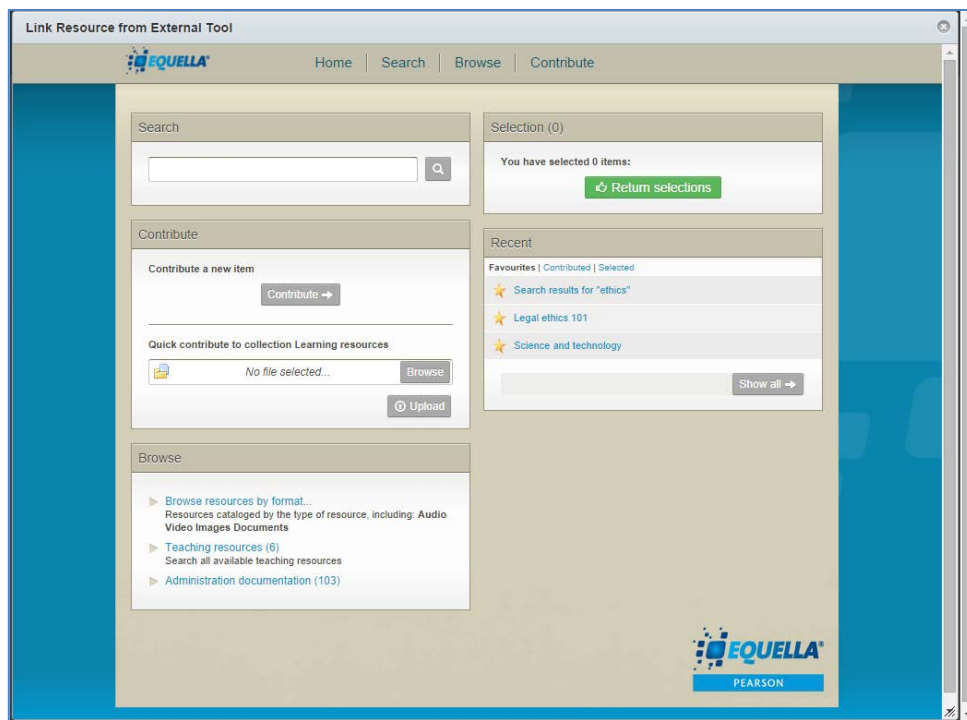 Link Resource from External Tool
EQUELLA®
Home | Search | Browse | Contribute
Search
Contribute
Contribute a new item
Contribute
Quick contribute to collection Learning resources
No file selected... Browse
Upload
Browse
Browse resources by format...
Resources cataloged by the type of resource, including: Audio
Video Images Documents
Teaching resources (6)
Search all available teaching resources
Administration documentation (103)
Selection (0)
You have selected 0 items:
Return selections
Recent
Favourites | Contributed | Selected
Search results for "ethics"
Legal ethics 101
Science and technology
Show all
EQUELLA®
PEARSON